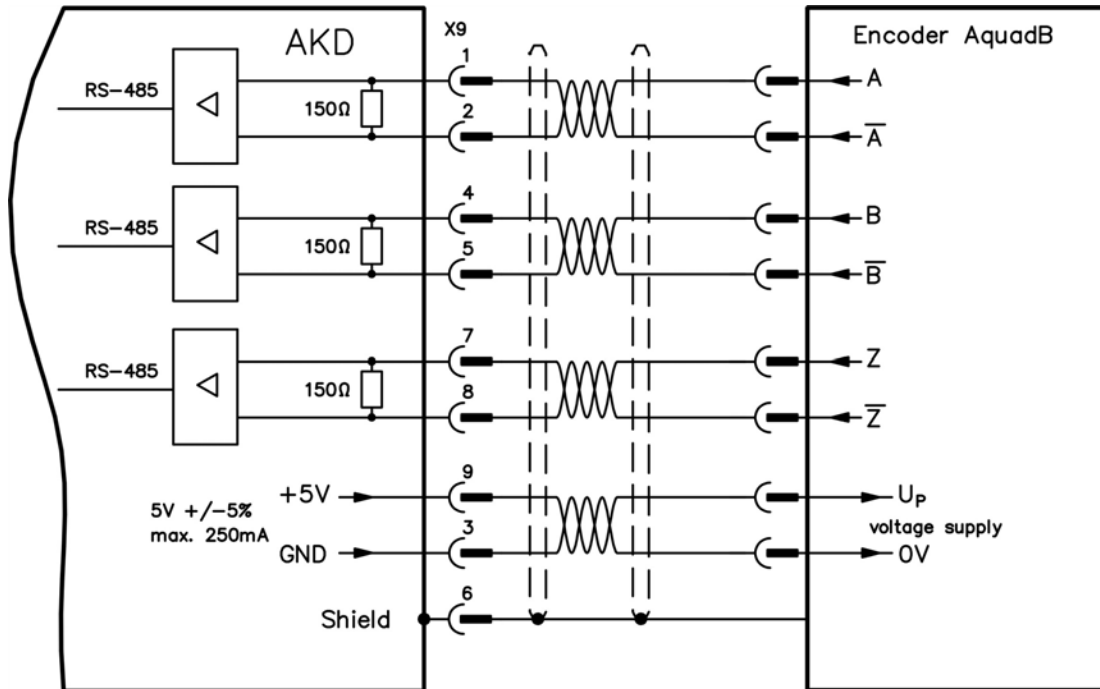 AKD
X9
Encoder AquadB
1
RS-485
150Ω
A
2
A̅
4
RS-485
150Ω
B
5
B̅
7
RS-485
150Ω
Z
8
Z̅
9
+5V
UP
5V +/-5%
max. 250mA
voltage supply
3
GND
0V
6
Shield